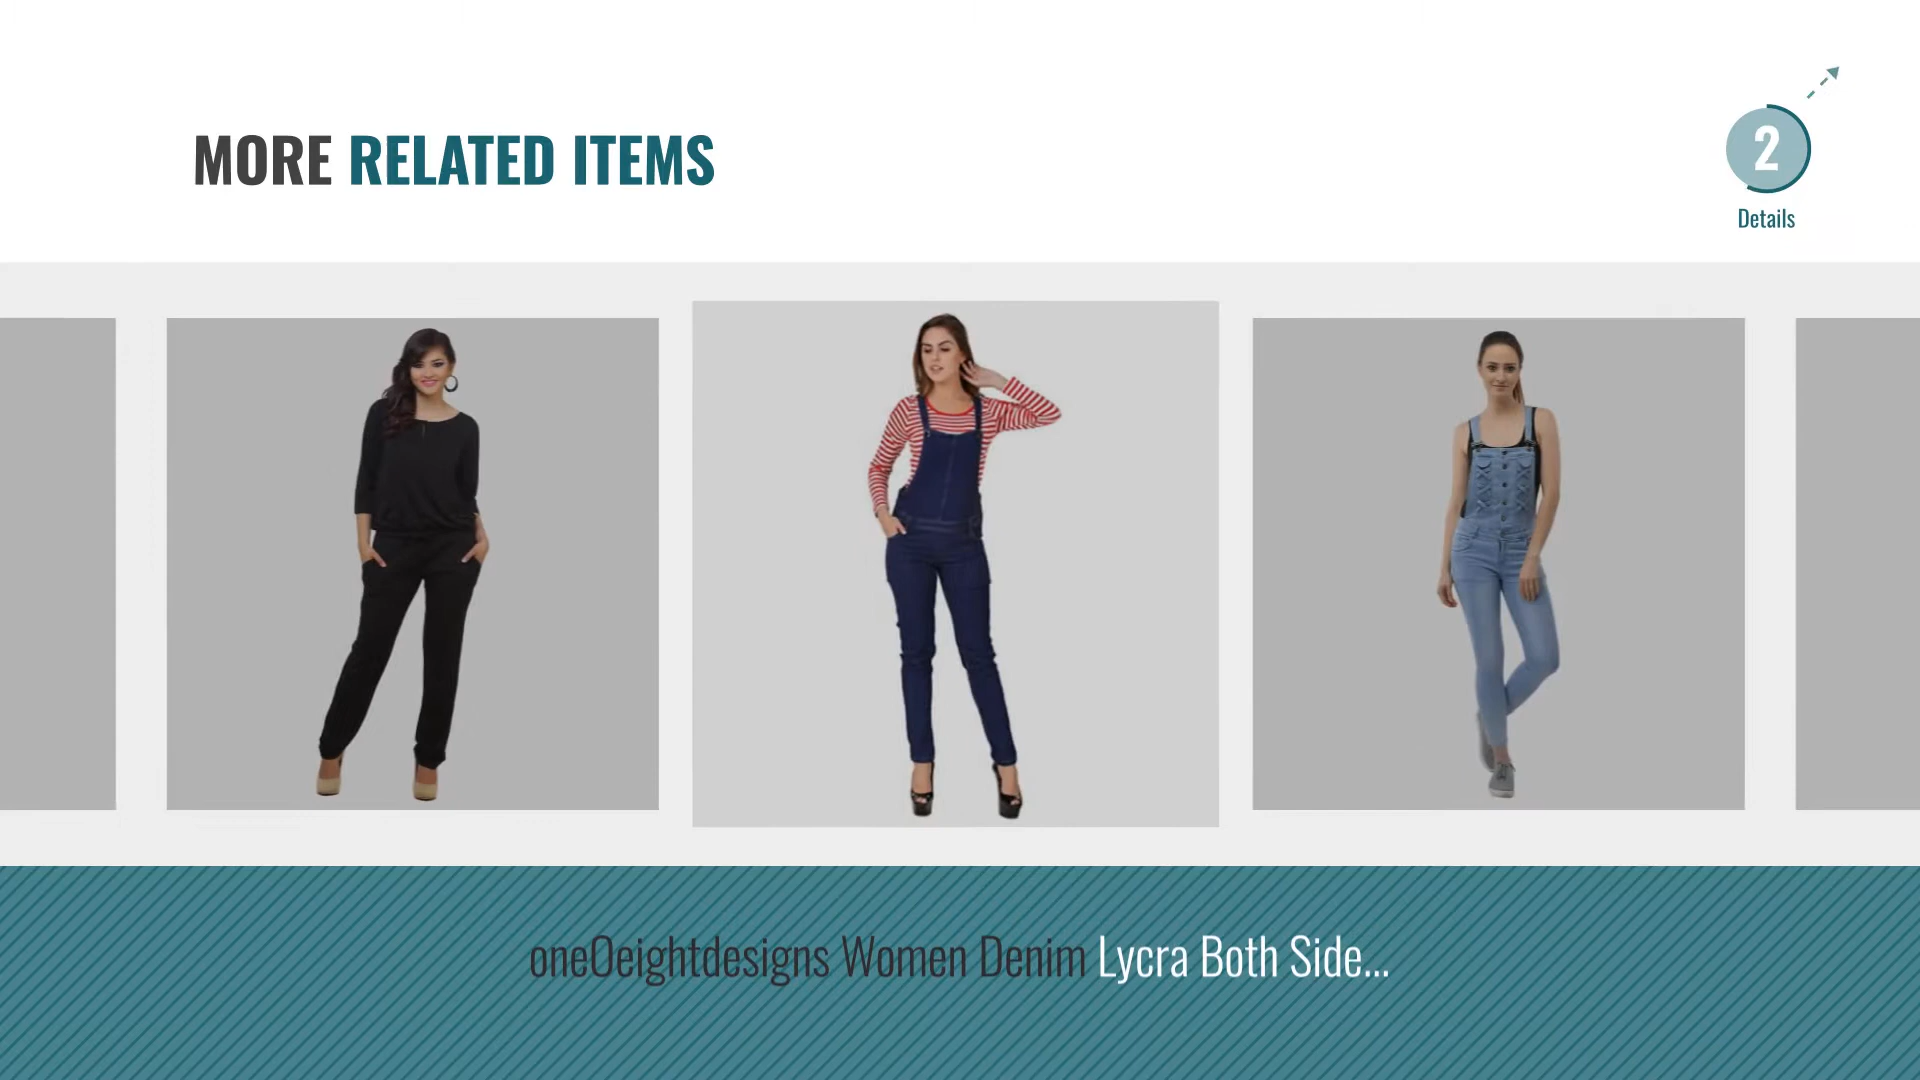 MORE RELATED ITEMS
2
Details
oneOeightdesigns Women Denim Lycra Both Side...